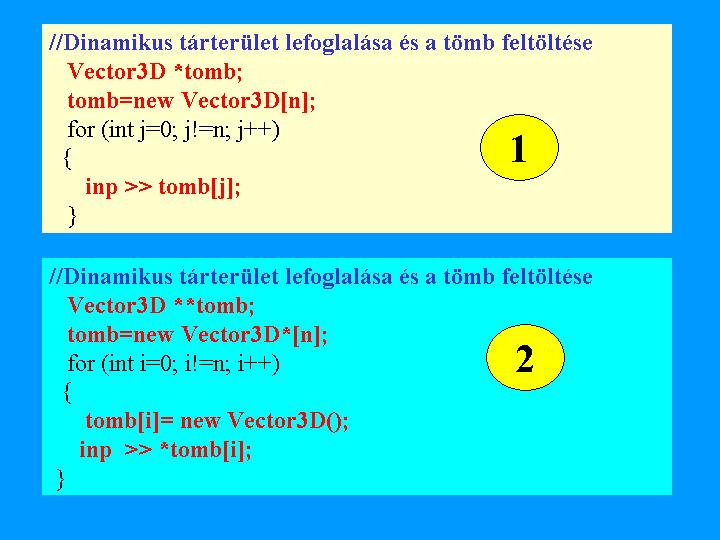 //Dinamikus tárterület lefoglalása és a tömb feltöltése
Vector3D *tomb;
tomb=new Vector3D[n];
for (int j=0; j!=n; j++)
{
inp >> tomb[j];
}
1
//Dinamikus tárterület lefoglalása és a tömb feltöltése
Vector3D **tomb;
tomb=new Vector3D*[n];
for (int i=0; i!=n; i++)
{
tomb[i]= new Vector3D();
inp >> *tomb[i];
}
2